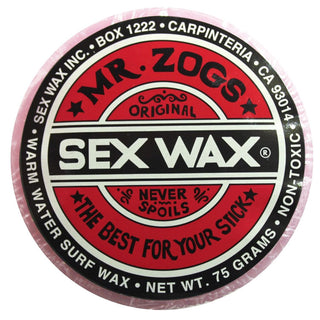 SEX WAX INC. • BOX 1222 • CARPINTERIA • CA 93014
★ MR. ZOGS ★
ORIGINAL
SEX WAX®
NEVER
SPOILS
★ THE BEST FOR YOUR STICK ★
• WARM WATER SURF WAX • NET WT. 75 GRAMS • NON-TOXIC •